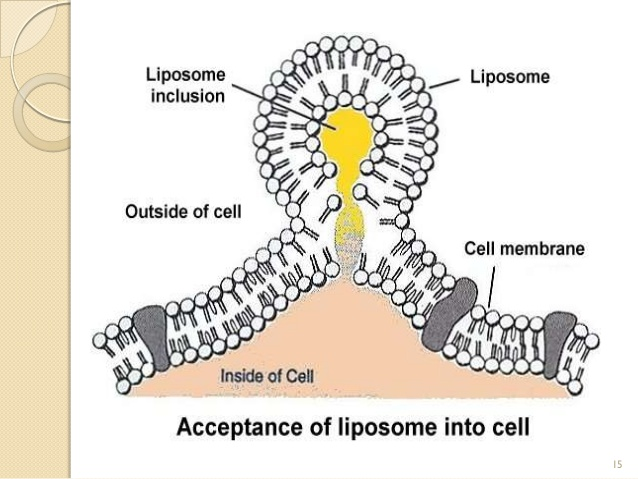 Liposome
inclusion
Liposome
Outside of cell
Cell membrane
Inside of Cell
Acceptance of liposome into cell
15